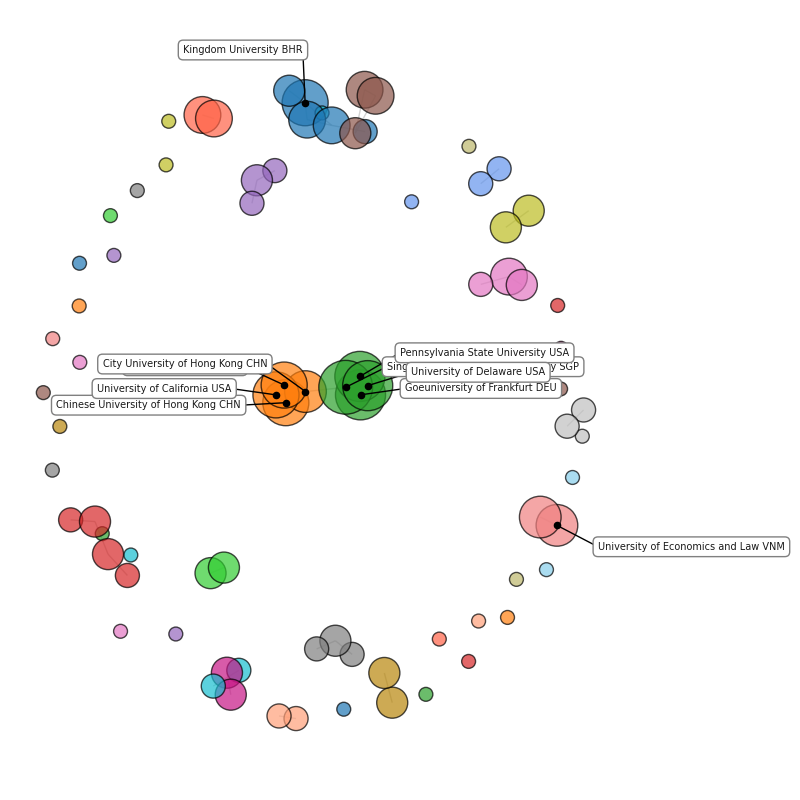 Kingdom University BHR
Pennsylvania State University USA
City University of Hong Kong CHN
Sing
y SGP
University of Delaware USA
University of California USA
Goeuniversity of Frankfurt DEU
Chinese University of Hong Kong CHN
University of Economics and Law VNM